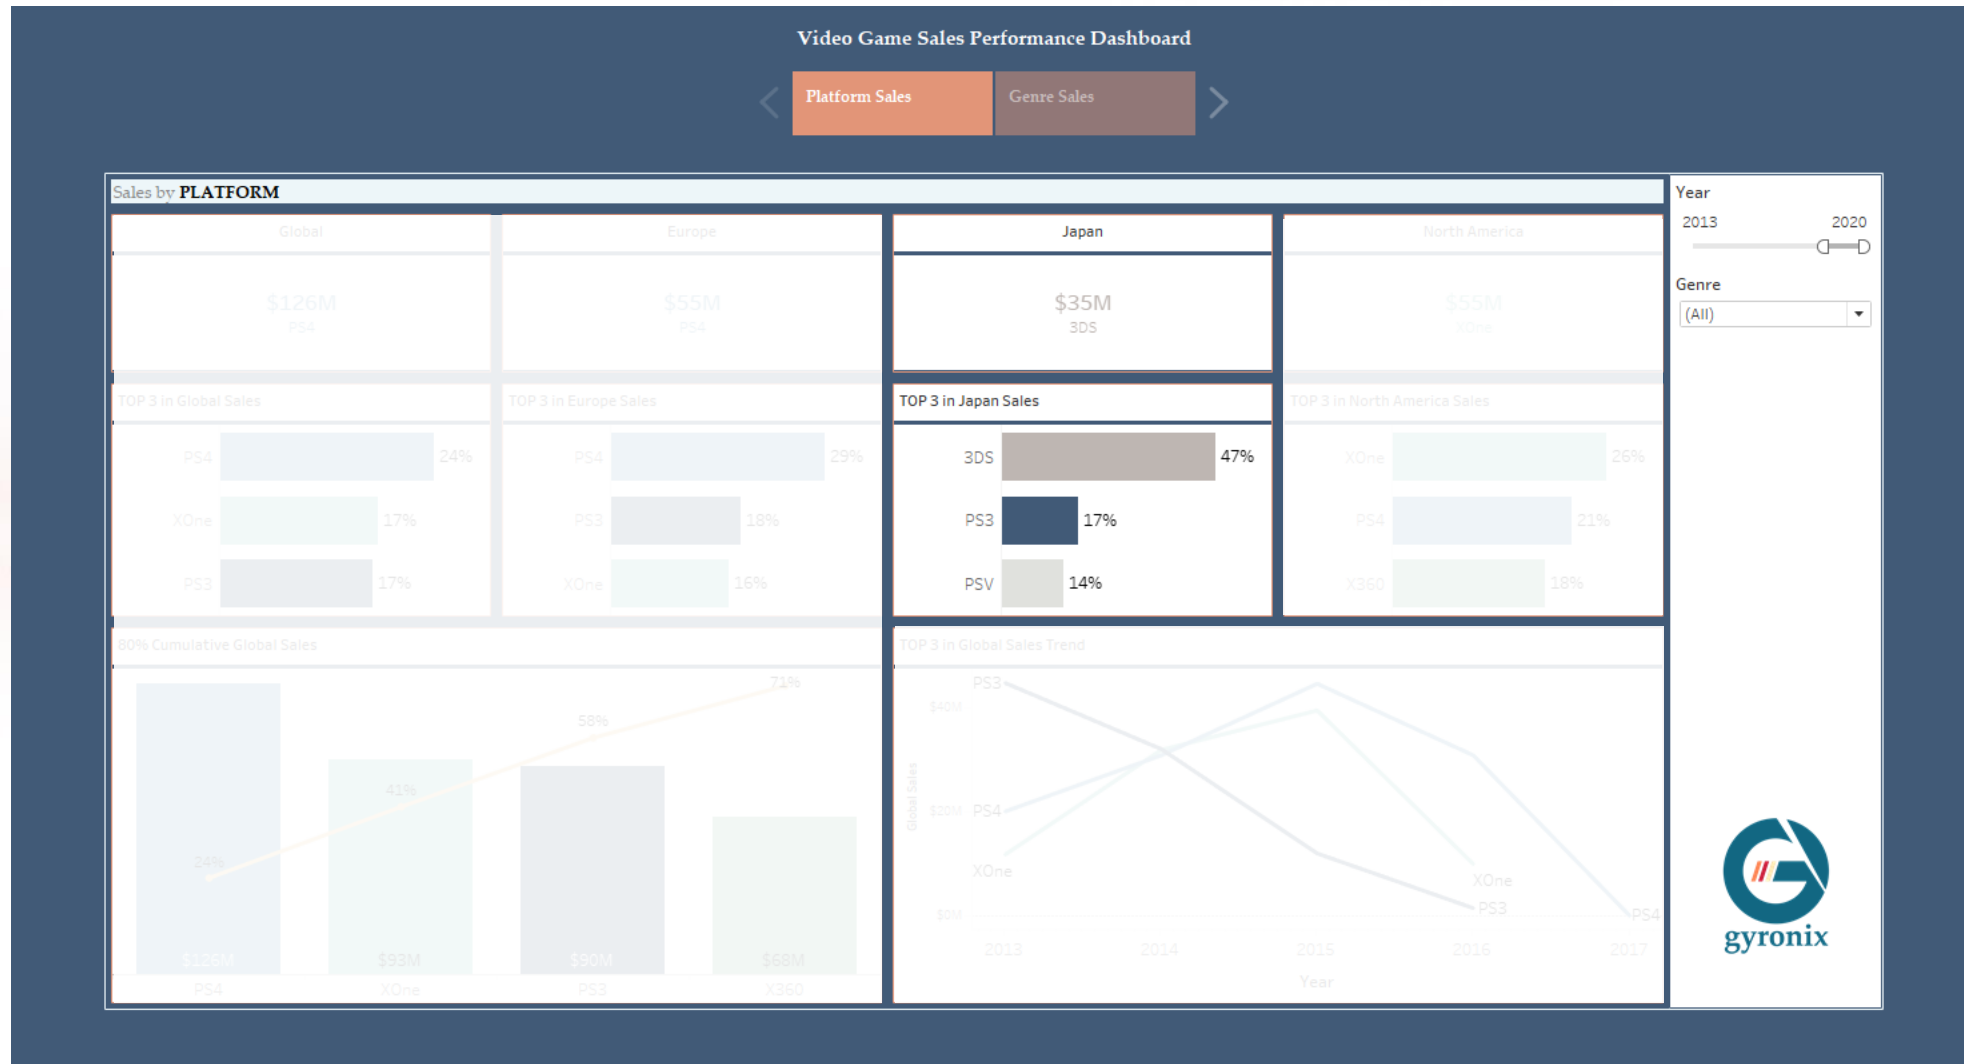 Video Game Sales Performance Dashboard
Platform Sales
Genre Sales
Sales by PLATFORM
Global
Europe
Japan
North America
$126M
PS4
$55M
PS4
$35M
3DS
$55M
XOne
TOP 3 in Global Sales
PS4
24%
XOne
17%
PS3
17%
TOP 3 in Europe Sales
PS4
29%
PS3
18%
XOne
16%
TOP 3 in Japan Sales
3DS
47%
PS3
17%
PSV
14%
TOP 3 in North America Sales
XOne
26%
PS4
21%
X360
18%
80% Cumulative Global Sales
24%
41%
58%
71%
$126M
$93M
$90M
$68M
PS4
XOne
PS3
X360
TOP 3 in Global Sales Trend
Global Sales
$40M
$20M
$0M
PS3
PS4
XOne
XOne
PS3
PS4
2013
2014
2015
2016
2017
Year
Year
2013
2020
Genre
(All)
gyronix